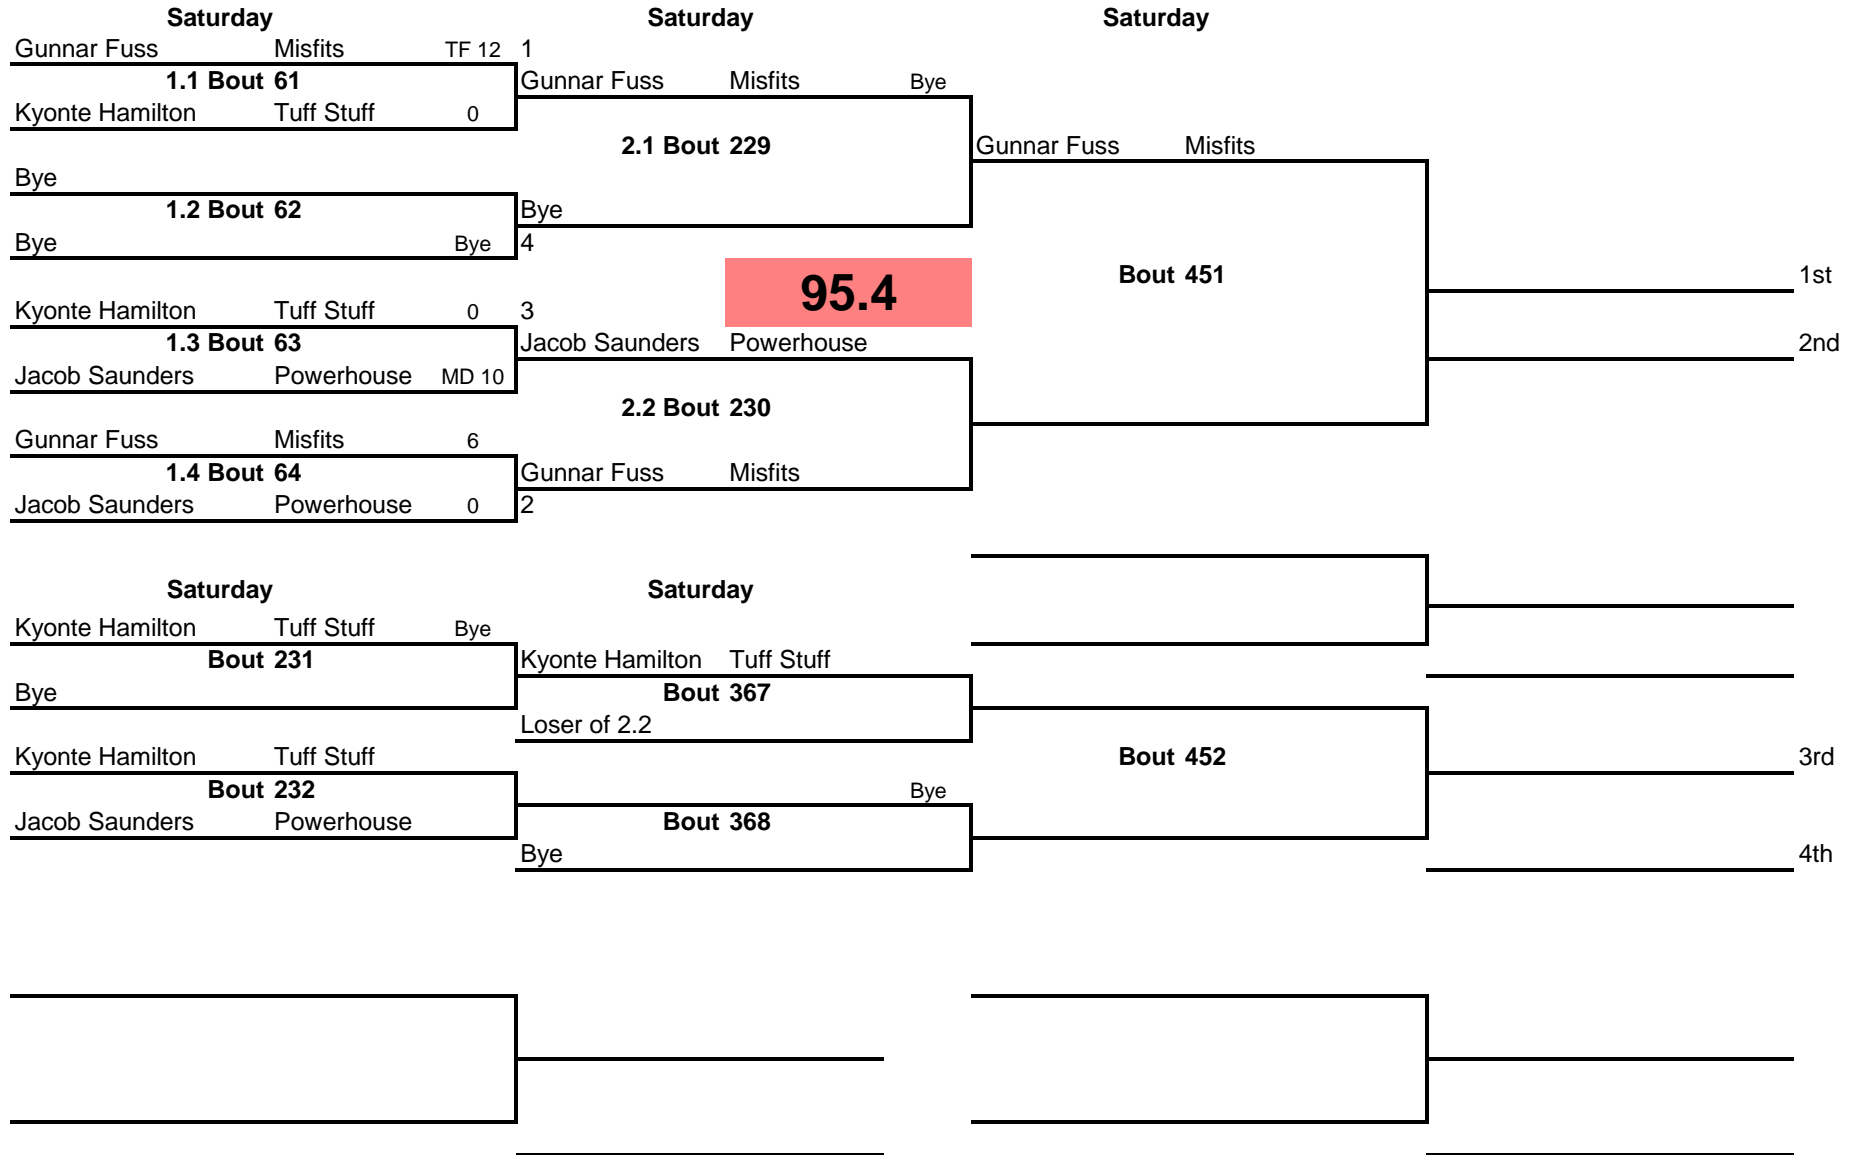 Saturday Saturday Saturday
Gunnar Fuss Misfits TF 12 1
1.1 Bout 61 Gunnar Fuss Misfits Bye
Kyonte Hamilton Tuff Stuff 0
2.1 Bout 229 Gunnar Fuss Misfits
Bye
1.2 Bout 62 Bye
Bye Bye 4
95.4 Bout 451 1st
Kyonte Hamilton Tuff Stuff 0 3
1.3 Bout 63 Jacob Saunders Powerhouse 2nd
Jacob Saunders Powerhouse MD 10
2.2 Bout 230
Gunnar Fuss Misfits 6
1.4 Bout 64 Gunnar Fuss Misfits
Jacob Saunders Powerhouse 0 2
Saturday Saturday
Kyonte Hamilton Tuff Stuff Bye
Bout 231 Kyonte Hamilton Tuff Stuff
Bye Bout 367
Loser of 2.2
Kyonte Hamilton Tuff Stuff Bout 452 3rd
Bout 232 Bye
Jacob Saunders Powerhouse Bout 368
Bye 4th